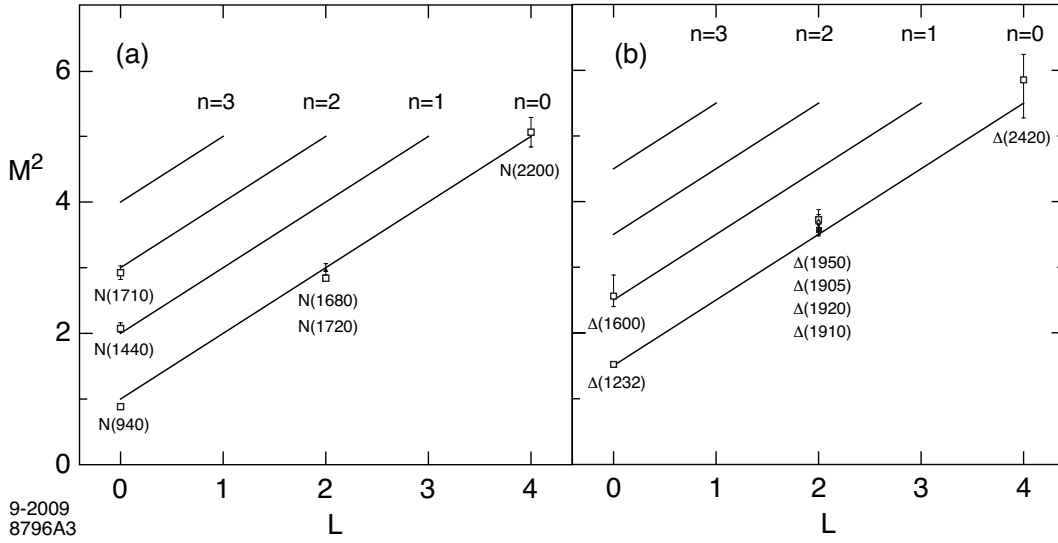 (a)
n=3 n=2 n=1 n=0
6
4
2
0
M²
N(2200)
N(1710)
N(1680)
N(1720)
N(1440)
N(940)
0 1 2 3 4
L
(b)
n=3 n=2 n=1 n=0
Δ(2420)
Δ(1950)
Δ(1905)
Δ(1920)
Δ(1910)
Δ(1600)
Δ(1232)
0 1 2 3 4
L
9-2009
8796A3